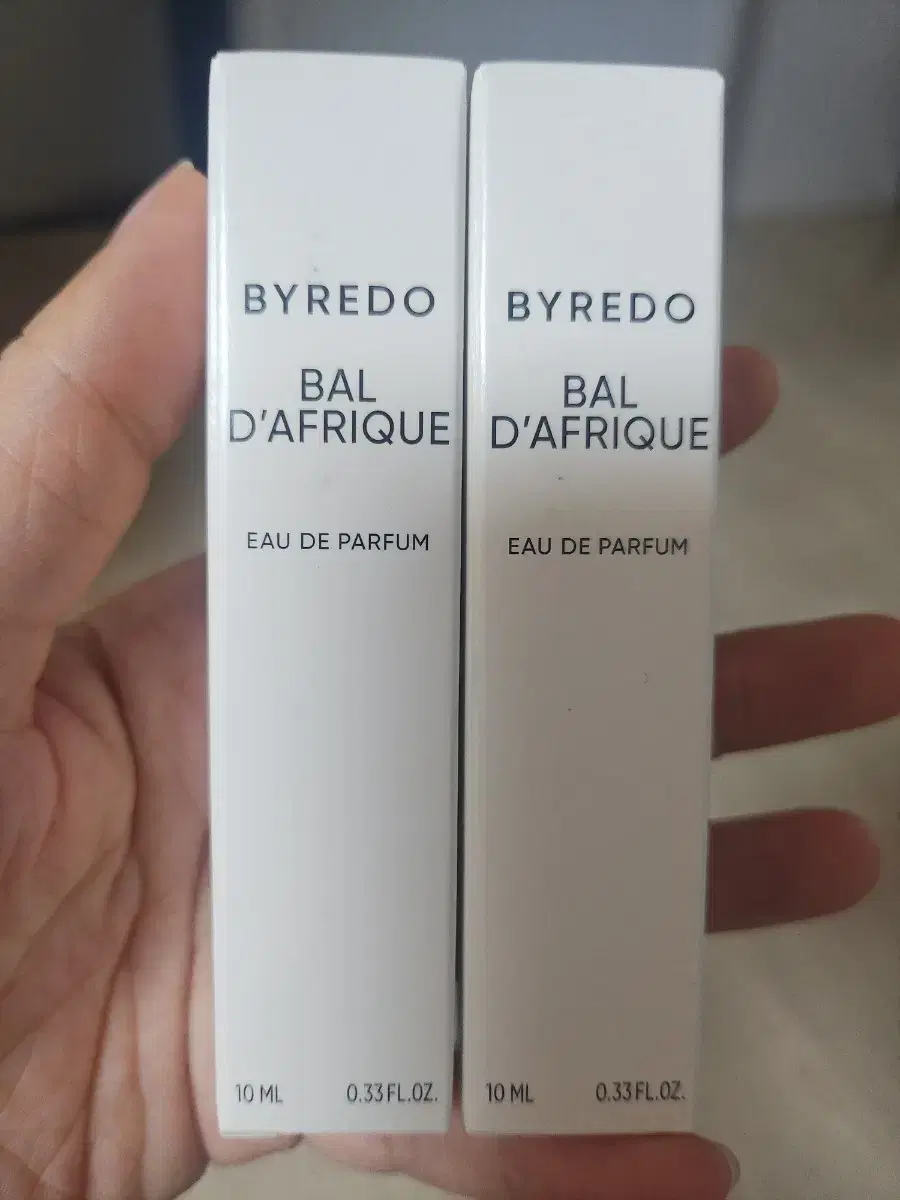 BYREDO
BAL
D'AFRIQUE
EAU DE PARFUM
10 ML 0.33 FL.OZ.
BYREDO
BAL
D'AFRIQUE
EAU DE PARFUM
10 ML 0.33 FL.OZ.